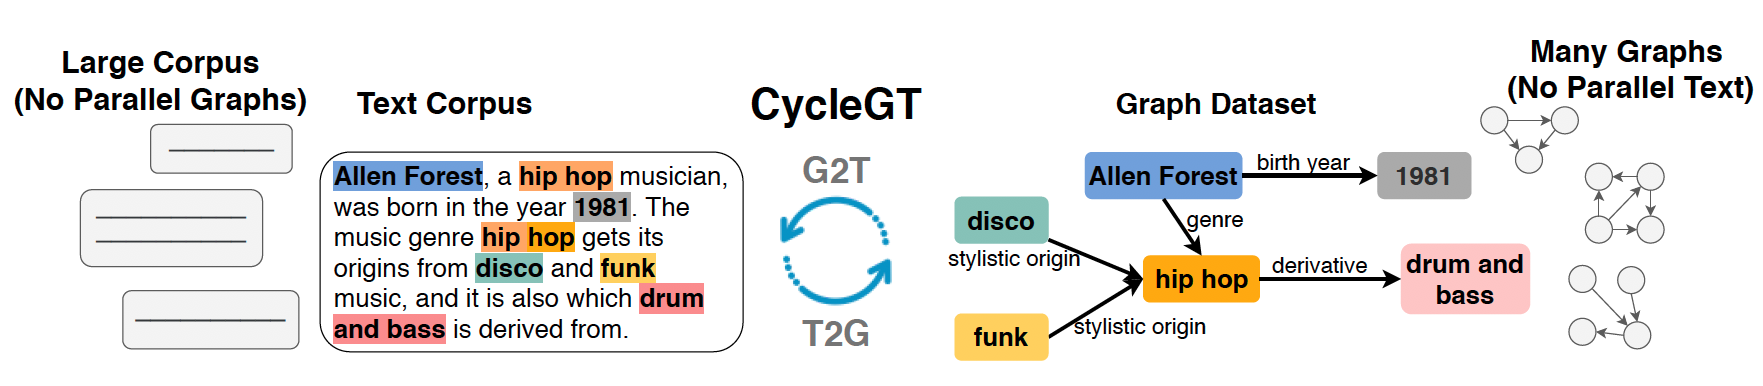 Large Corpus
(No Parallel Graphs)
Text Corpus
Allen Forest, a hip hop musician,
was born in the year 1981. The
music genre hip hop gets its
origins from disco and funk
music, and it is also which drum
and bass is derived from.
CycleGT
G2T
T2G
Graph Dataset
Allen Forest
birth year
1981
genre
disco
stylistic origin
hip hop
derivative
drum and
bass
funk
stylistic origin
Many Graphs
(No Parallel Text)